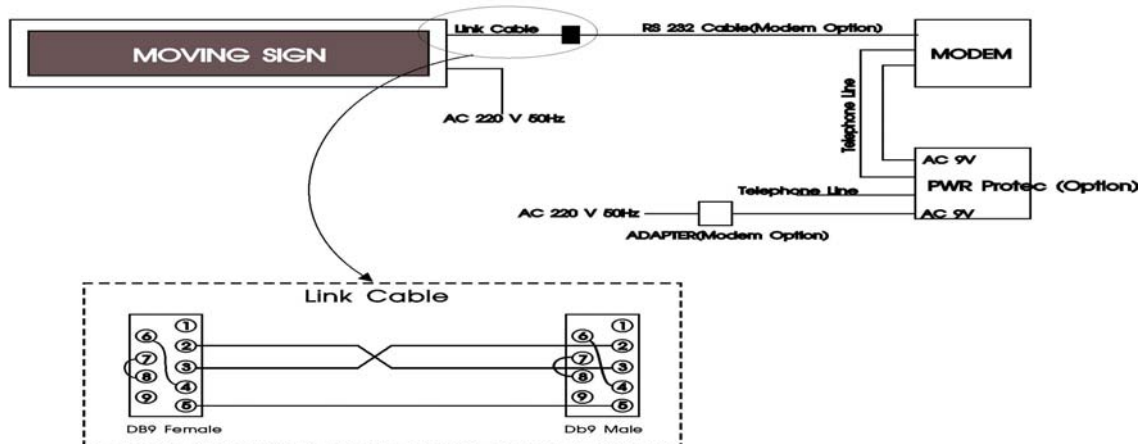 Link Cable
RS 232 Cable(Modem Option)
MOVING SIGN
MODEM
AC 220 V 50Hz
Telephone Line
AC 9V
PWR Protec (Option)
Telephone Line
AC 220 V 50Hz
AC 9V
ADAPTER(Modem Option)
Link Cable
1
6
2
7
3
8
4
9
5
DB9 Female
1
6
2
7
3
8
4
9
5
Db9 Male